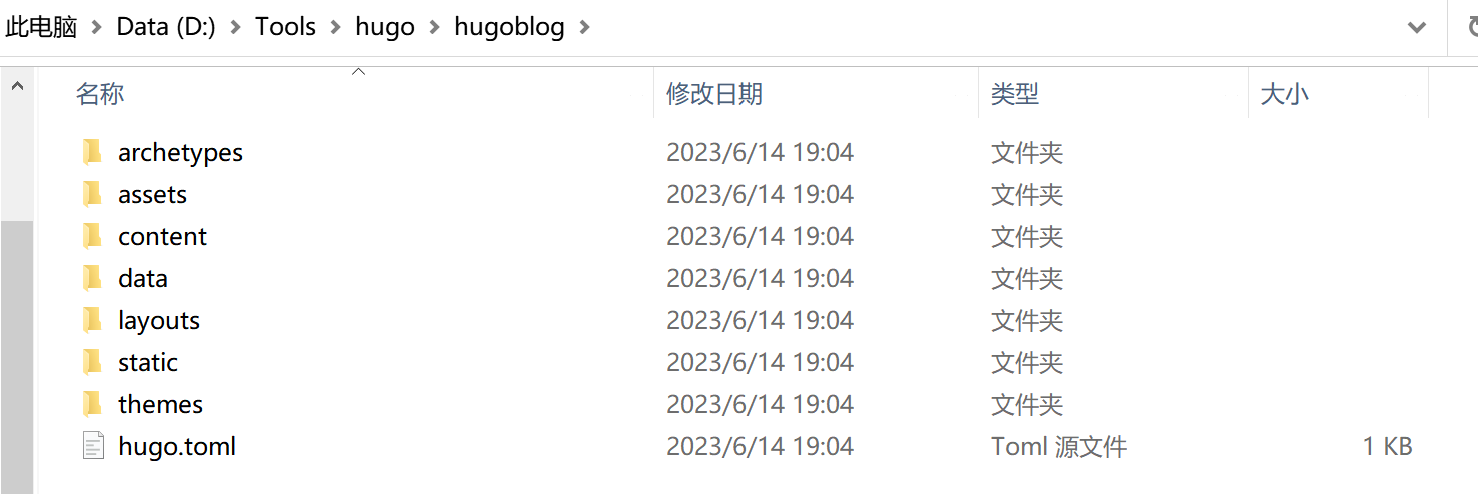 此电脑 > Data (D:) > Tools > hugo > hugoblog >
名称 修改日期 类型 大小
archetypes 2023/6/14 19:04 文件夹
assets 2023/6/14 19:04 文件夹
content 2023/6/14 19:04 文件夹
data 2023/6/14 19:04 文件夹
layouts 2023/6/14 19:04 文件夹
static 2023/6/14 19:04 文件夹
themes 2023/6/14 19:04 文件夹
hugo.toml 2023/6/14 19:04 Toml 源文件 1 KB